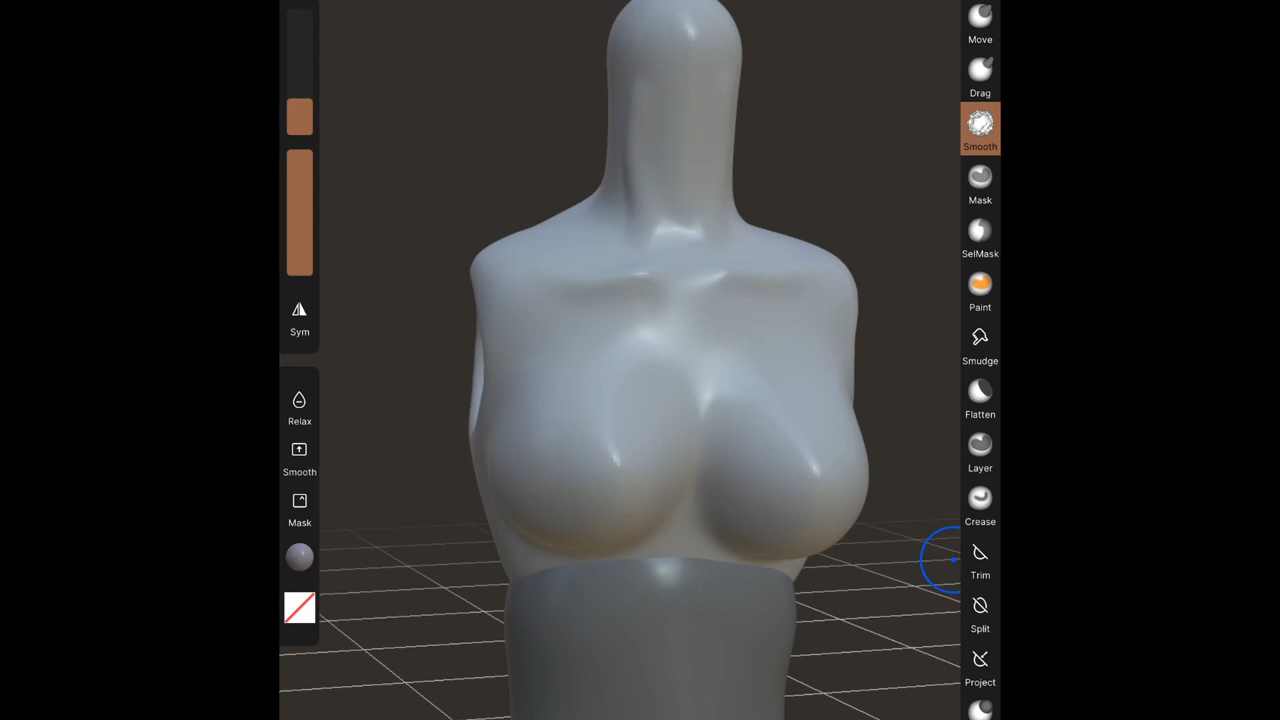 Sym
Relax
Smooth
Mask
Move
Drag
Smooth
Mask
SelMask
Paint
Smudge
Flatten
Layer
Crease
Trim
Split
Project